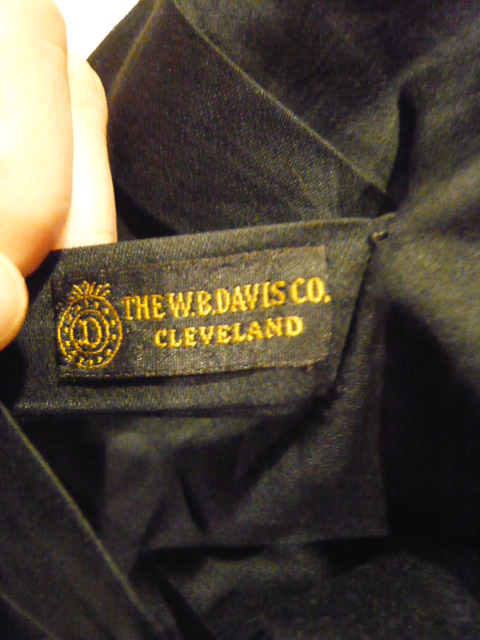 D
THE W.B. DAVIS CO.
CLEVELAND